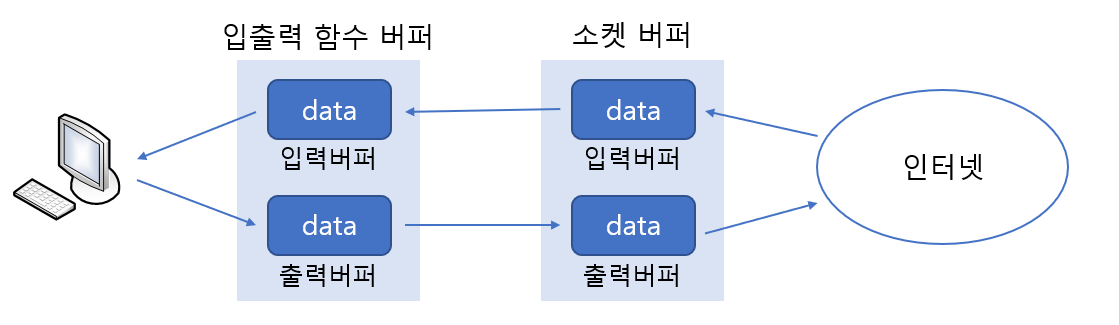 입출력 함수 버퍼
data
입력버퍼
data
출력버퍼
소켓 버퍼
data
입력버퍼
data
출력버퍼
인터넷